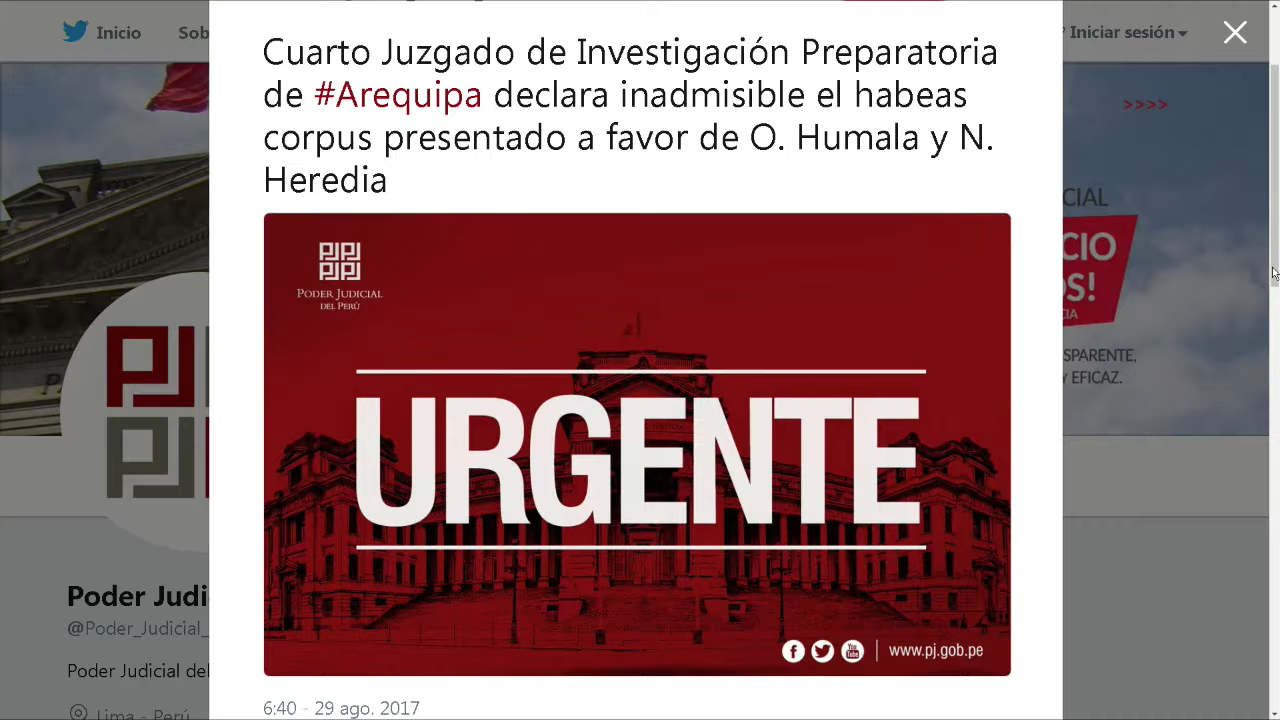 Inicio
Sob
Iniciar sesión
Cuarto Juzgado de Investigación Preparatoria
de #Arequipa declara inadmisible el habeas
corpus presentado a favor de O. Humala y N.
Heredia
>>>>
CIAL
CIO
OS!
CIA
SPARENTE,
Y EFICAZ.
PODER JUDICIAL
DEL PERÚ
URGENTE
www.pj.gob.pe
Poder Judi
@Poder_Judicial_
Poder Judicial del
Lima - Perú
6:40 - 29 ago. 2017